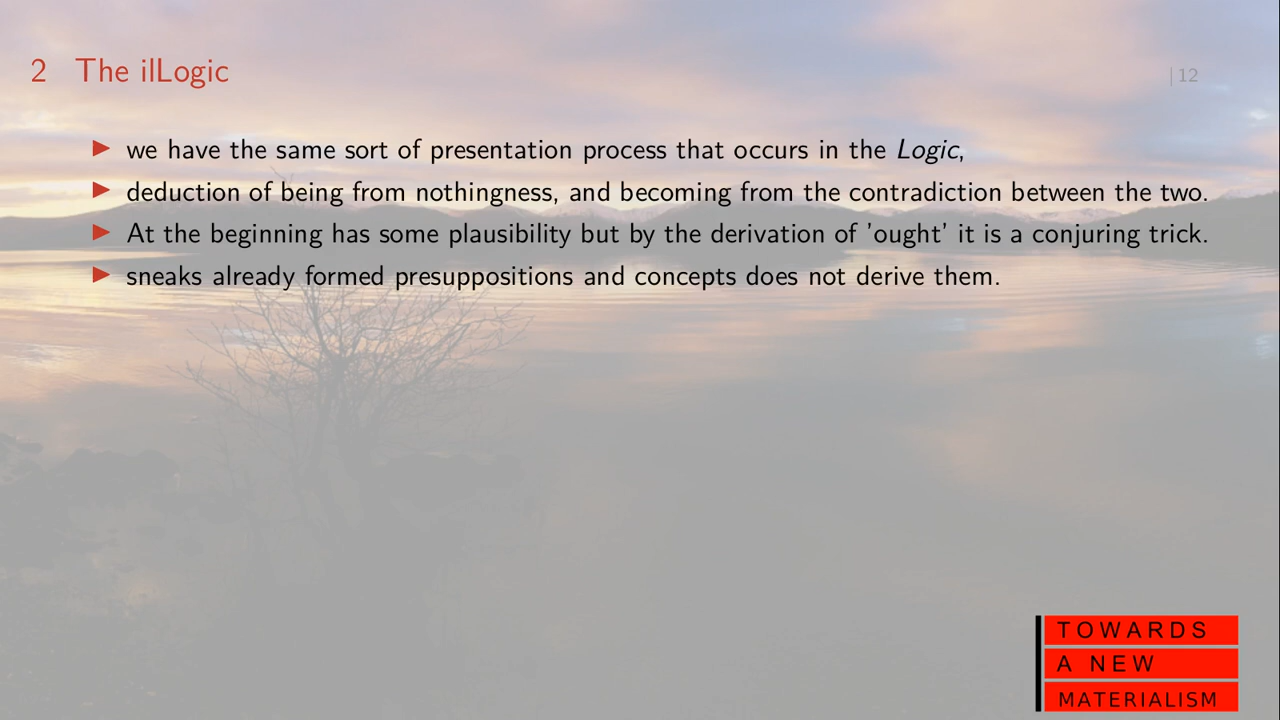 2 The ilLogic
| 12
▶ we have the same sort of presentation process that occurs in the Logic,
▶ deduction of being from nothingness, and becoming from the contradiction between the two.
▶ At the beginning has some plausibility but by the derivation of 'ought' it is a conjuring trick.
▶ sneaks already formed presuppositions and concepts does not derive them.
TOWARDS
A NEW
MATERIALISM